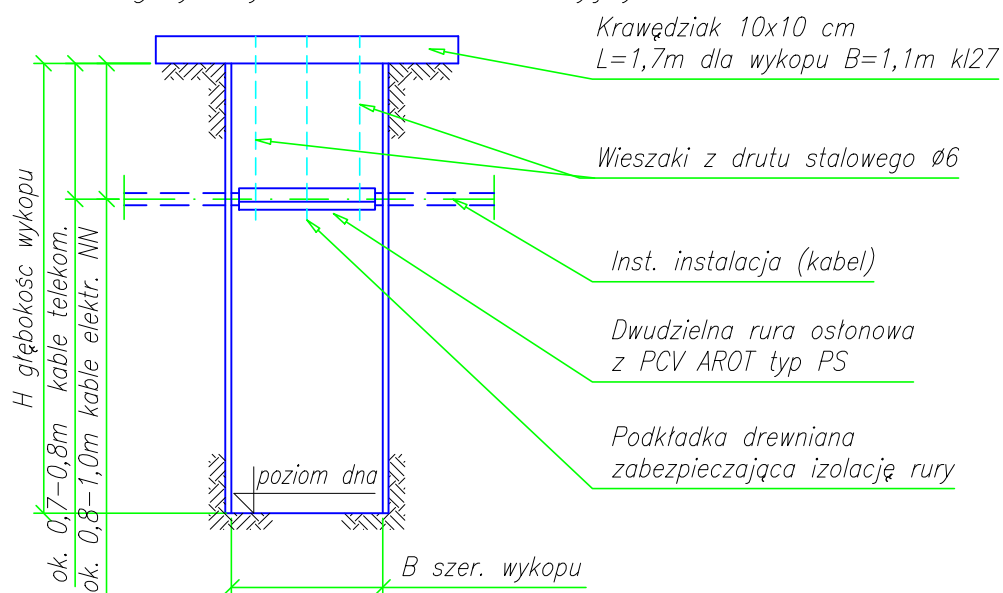 Krawędziak 10x10 cm
L=1,7m dla wykopu B=1,1m kl27
Wieszaki z drutu stalowego ø6
Inst. instalacja (kabel)
Dwudzielna rura osłonowa
z PCV AROT typ PS
Podkładka drewniana
zabezpieczająca izolację rury
H głębokośc wykopu
ok. 0,7-0,8m kable telekom.
ok. 0,8-1,0m kable elektr. NN
poziom dna
B szer. wykopu